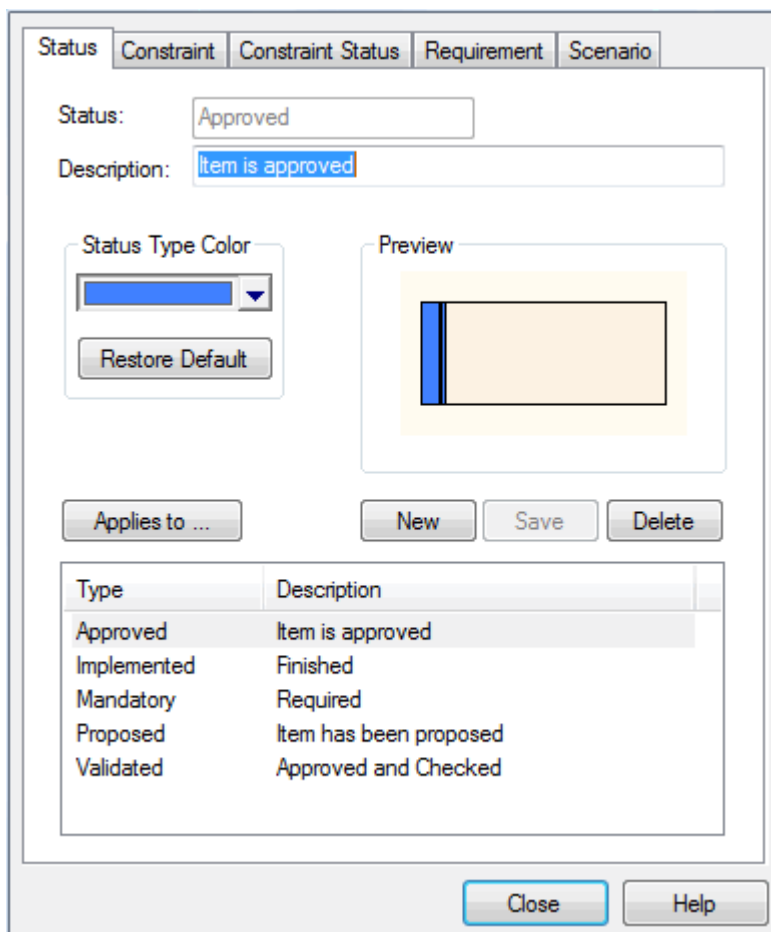 Status Constraint Constraint Status Requirement Scenario
Status: Approved
Description: Item is approved
Status Type Color Preview
Restore Default
Applies to ... New Save Delete
Type Description
Approved Item is approved
Implemented Finished
Mandatory Required
Proposed Item has been proposed
Validated Approved and Checked
Close Help